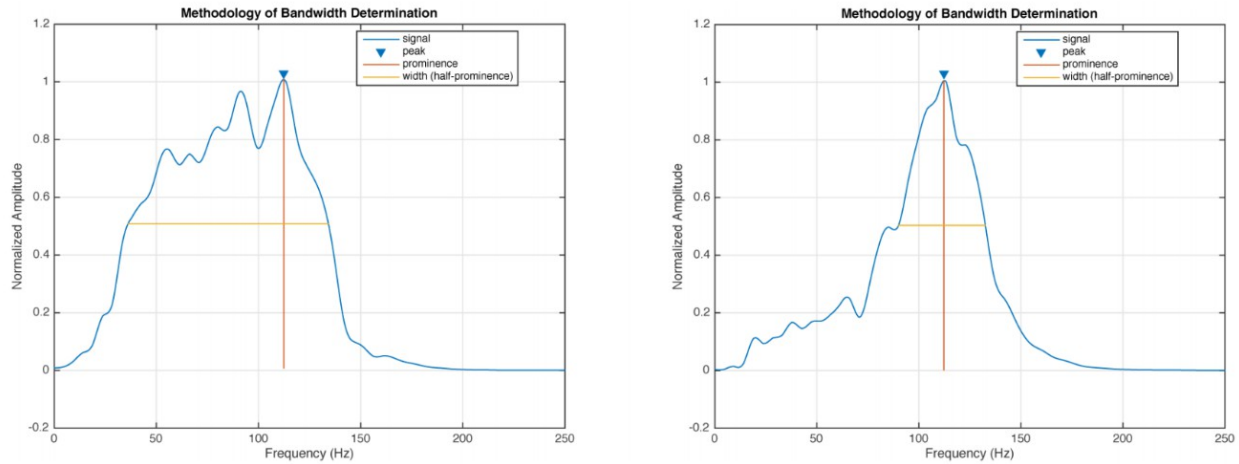 Methodology of Bandwidth Determination
signal
peak
prominence
width (half-prominence)
Normalized Amplitude
1.2
1
0.8
0.6
0.4
0.2
0
-0.2
0
50
100
150
200
250
Frequency (Hz)
Methodology of Bandwidth Determination
signal
peak
prominence
width (half-prominence)
Normalized Amplitude
1.2
1
0.8
0.6
0.4
0.2
0
-0.2
0
50
100
150
200
250
Frequency (Hz)